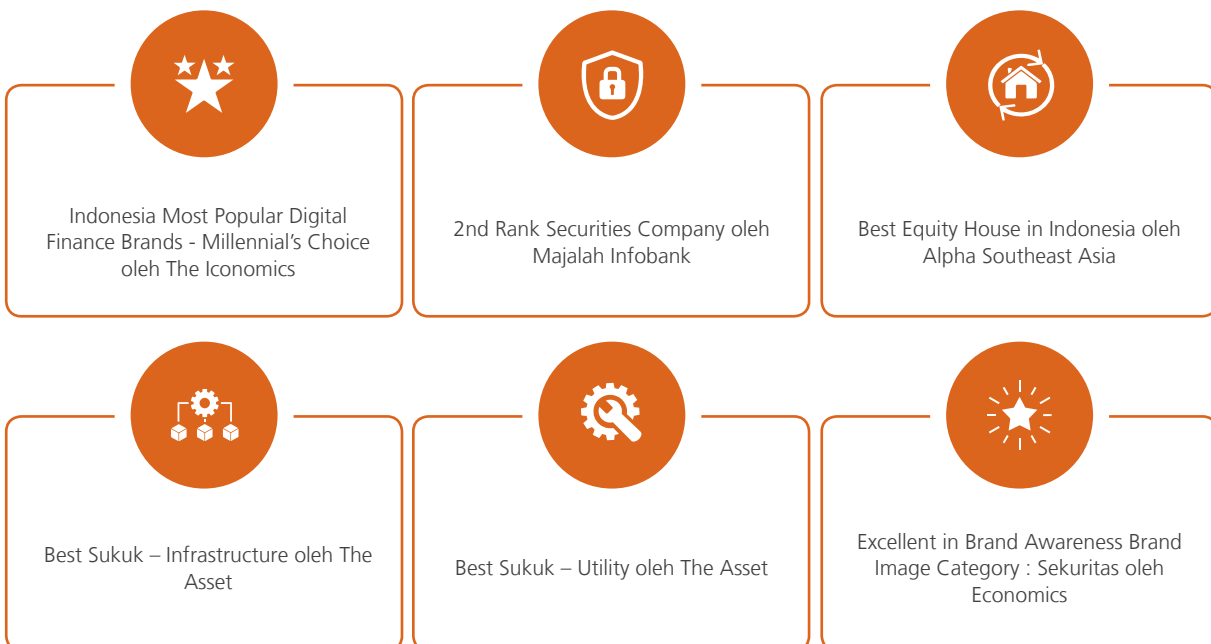 Indonesia Most Popular Digital
Finance Brands - Millennial’s Choice
oleh The Iconomics
2nd Rank Securities Company oleh
Majalah Infobank
Best Equity House in Indonesia oleh
Alpha Southeast Asia
Best Sukuk – Infrastructure oleh The
Asset
Best Sukuk – Utility oleh The Asset
Excellent in Brand Awareness Brand
Image Category : Sekuritas oleh
Economics